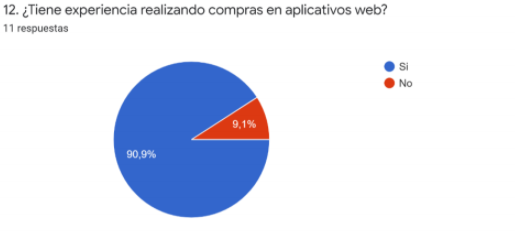 12. ¿Tiene experiencia realizando compras en aplicativos web?
11 respuestas
Si
No
9,1%
90,9%